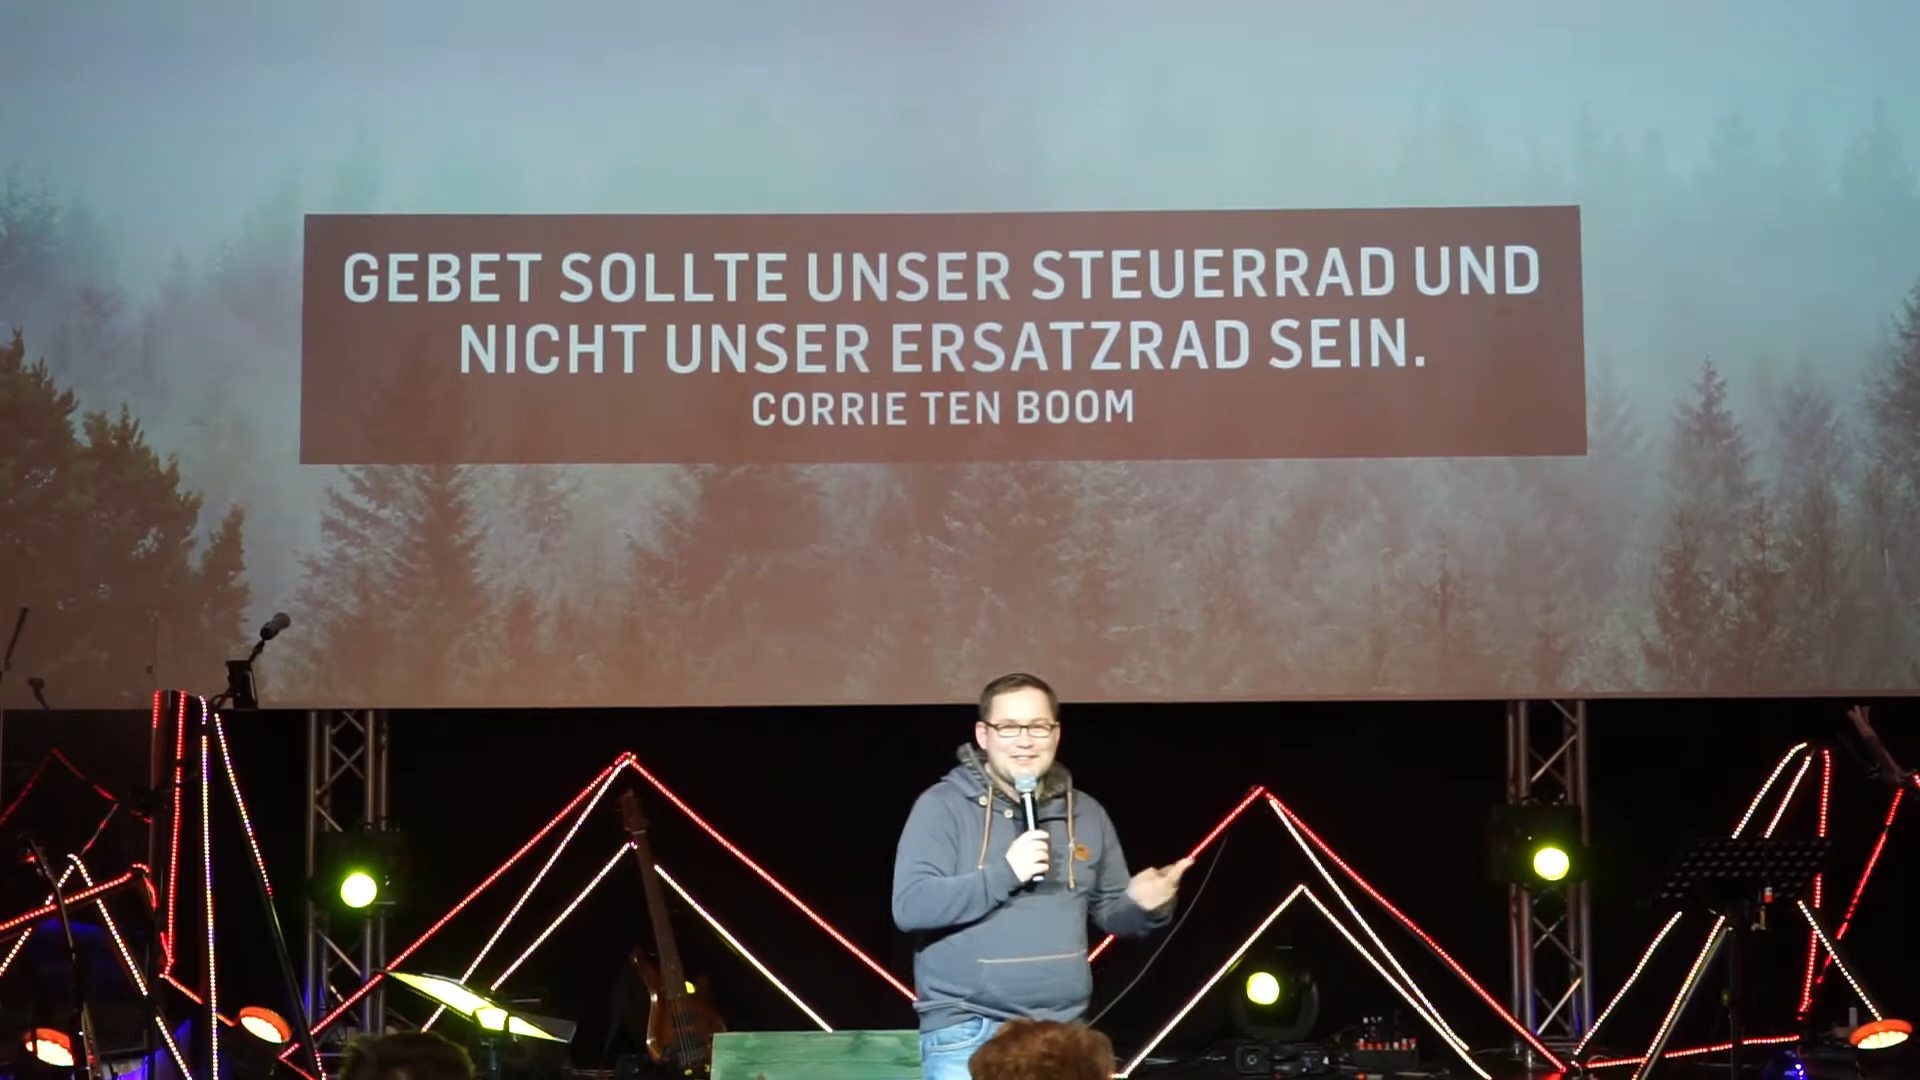 GEBET SOLLTE UNSER STEUERRAD UND
NICHT UNSER ERSATZRAD SEIN.
CORRIE TEN BOOM